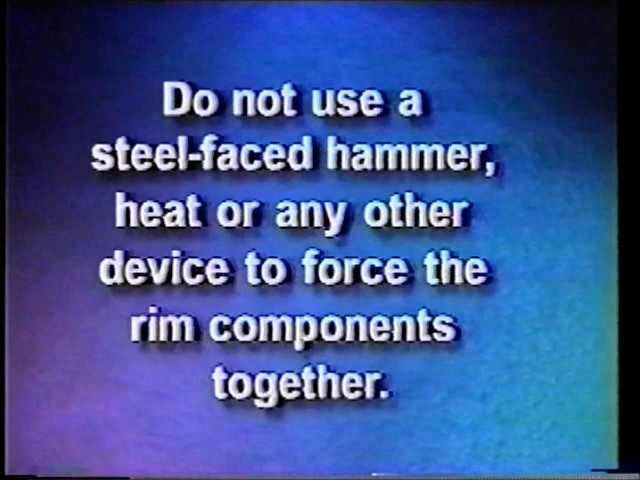 Do not use a
steel-faced hammer,
heat or any other
device to force the
rim components
together.